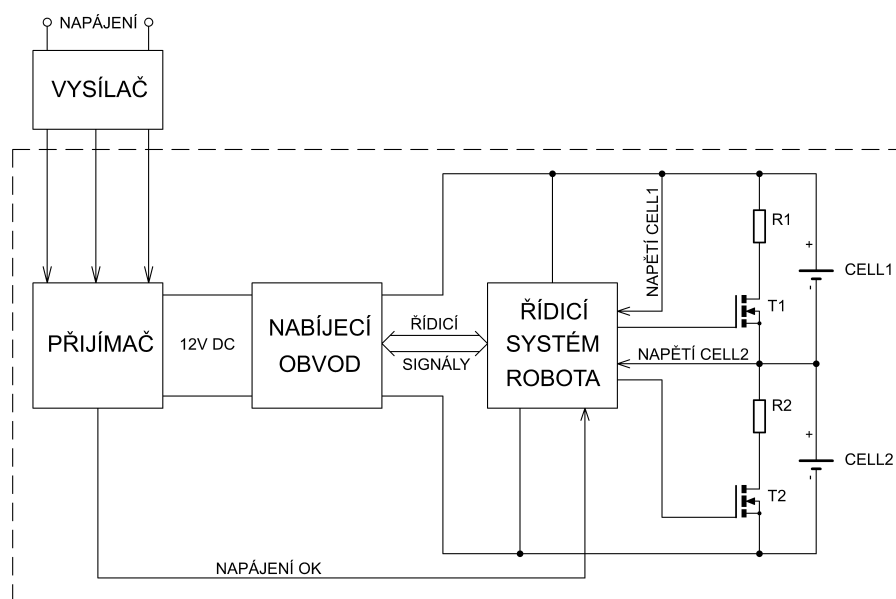 NAPÁJENÍ
VYSÍLAČ
PŘIJÍMAČ
12V DC
NABÍJECÍ
OBVOD
ŘÍDICÍ
SIGNÁLY
ŘÍDICÍ
SYSTÉM
ROBOTA
NAPĚTÍ CELL1
NAPĚTÍ CELL2
R1
T1
+
CELL1
-
R2
T2
+
CELL2
-
NAPÁJENÍ OK